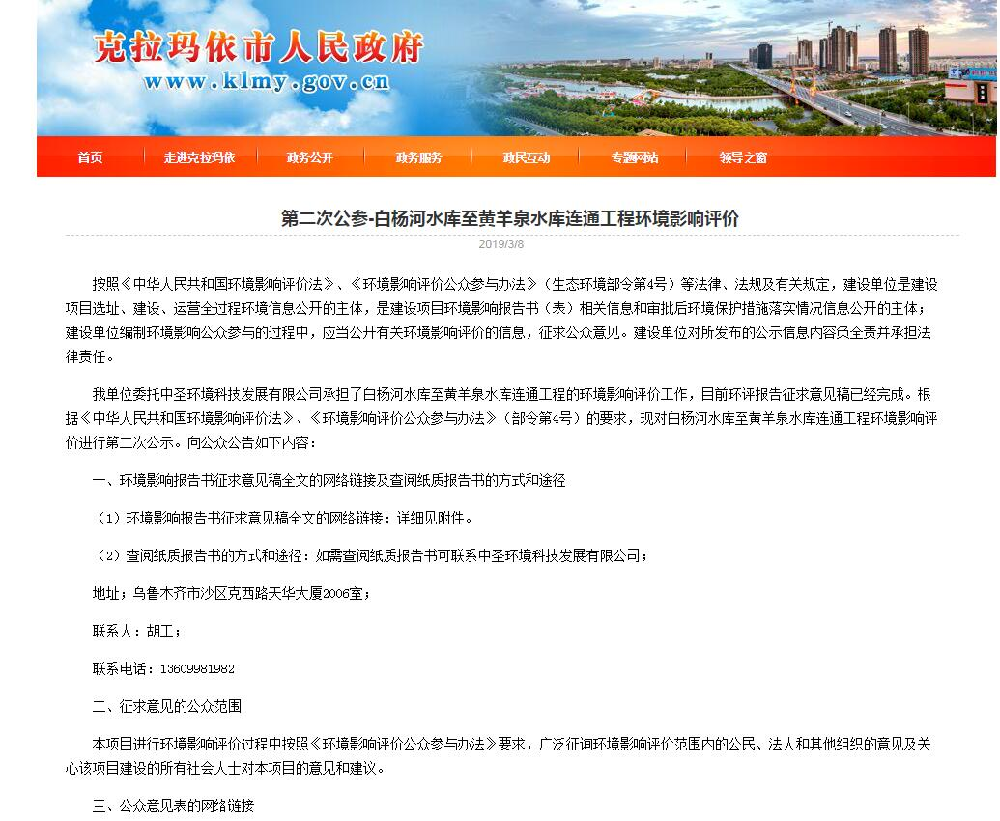 克拉玛依市人民政府
www.klmy.gov.cn
首页 走进克拉玛依 政务公开 政务服务 政民互动 专题网站 领导之窗
第二次公参-白杨河水库至黄羊泉水库连通工程环境影响评价
2019/3/8
按照《中华人民共和国环境影响评价法》、《环境影响评价公众参与办法》（生态环境部令第4号）等法律、法规及有关规定，建设单位是建设
项目选址、建设、运营全过程环境信息公开的主体，是建设项目环境影响报告书（表）相关信息和审批后环境保护措施落实情况信息公开的主体；
建设单位编制环境影响公众参与的过程中，应当公开有关环境影响评价的信息，征求公众意见。建设单位对所发布的公示信息内容负全责并承担法
律责任。
我单位委托中圣环境科技发展有限公司承担了白杨河水库至黄羊泉水库连通工程的环境影响评价工作，目前环评报告征求意见稿已经完成。根
据《中华人民共和国环境影响评价法》、《环境影响评价公众参与办法》（部令第4号）的要求，现对白杨河水库至黄羊泉水库连通工程环境影响评
价进行第二次公示。向公众公告如下内容：
一、环境影响报告书征求意见稿全文的网络链接及查阅纸质报告书的方式和途径
（1）环境影响报告书征求意见稿全文的网络链接：详细见附件。
（2）查阅纸质报告书的方式和途径：如需查阅纸质报告书可联系中圣环境科技发展有限公司；
地址；乌鲁木齐市沙区克西路天华大厦2006室；
联系人：胡工；
联系电话：13609981982
二、征求意见的公众范围
本项目进行环境影响评价过程中按照《环境影响评价公众参与办法》要求，广泛征询环境影响评价范围内的公民、法人和其他组织的意见及关
心该项目建设的所有社会人士对本项目的意见和建议。
三、公众意见表的网络链接